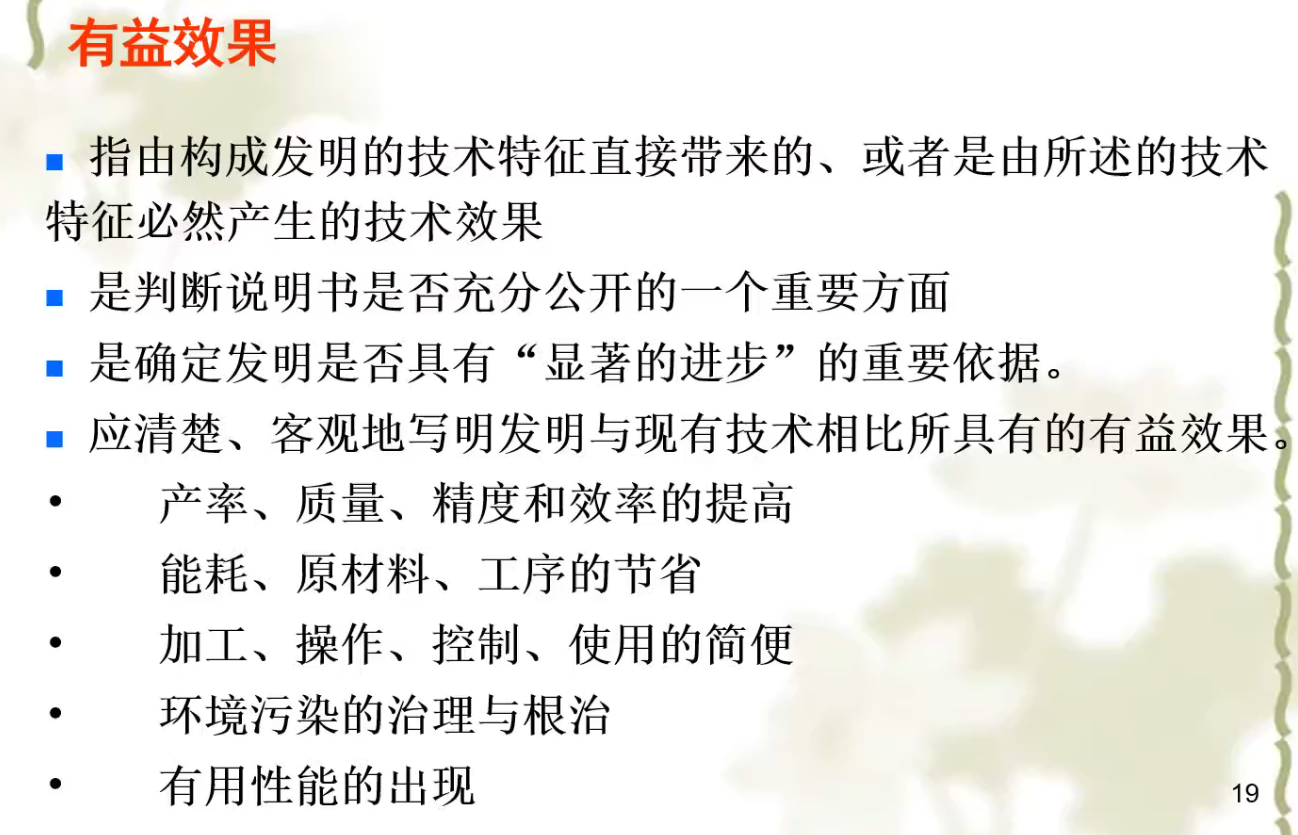 有益效果
■ 指由构成发明的技术特征直接带来的、或者是由所述的技术
特征必然产生的技术效果
■ 是判断说明书是否充分公开的一个重要方面
■ 是确定发明是否具有“显著的进步”的重要依据。
■ 应清楚、客观地写明发明与现有技术相比所具有的有益效果。
• 产率、质量、精度和效率的提高
• 能耗、原材料、工序的节省
• 加工、操作、控制、使用的简便
• 环境污染的治理与根治
• 有用性能的出现
19